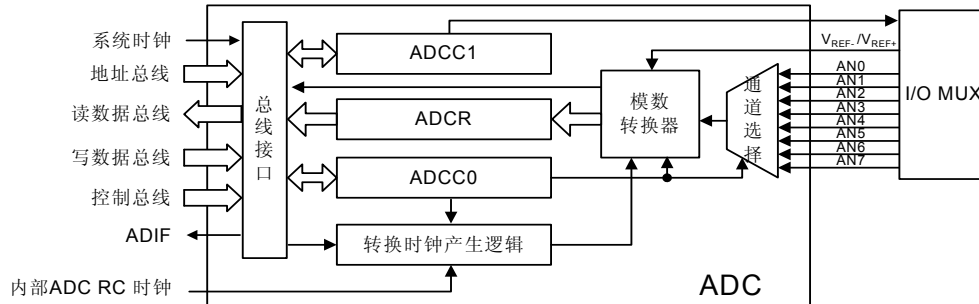 系统时钟
地址总线
读数据总线
写数据总线
控制总线
ADIF
内部ADC RC 时钟
总线接口
ADCC1
ADCR
ADCC0
转换时钟产生逻辑
模数
转换器
通道选择
VREF- /VREF+
AN0
AN1
AN2
AN3
AN4
AN5
AN6
AN7
I/O MUX
ADC